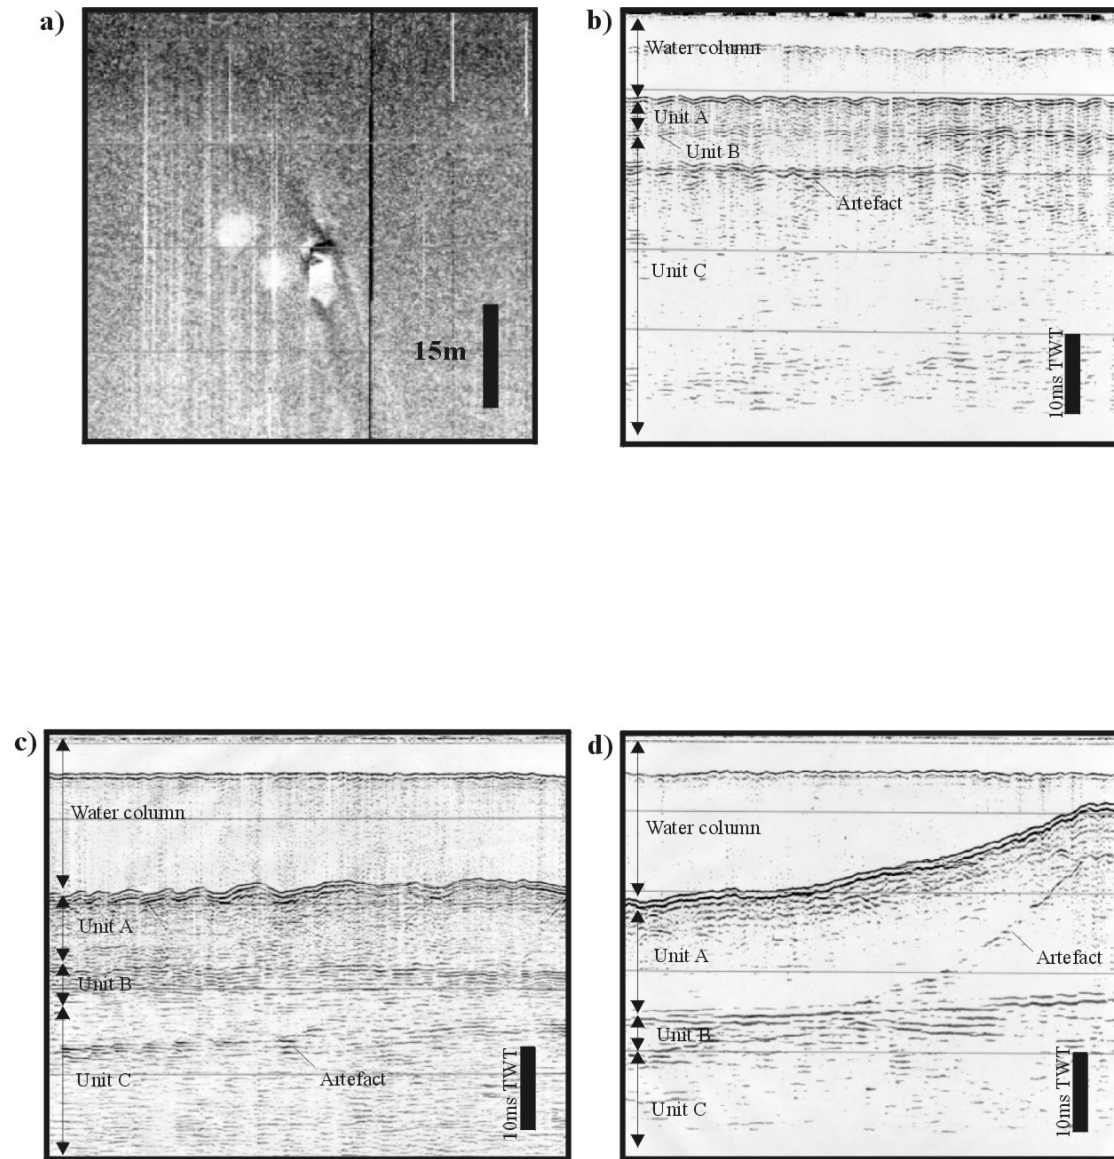 a)
15m
b)
Water column
Unit A
Unit B
Artefact
Unit C
10ms TWT
c)
Water column
Unit A
Unit B
Unit C
Artefact
10ms TWT
d)
Water column
Unit A
Artefact
Unit B
Unit C
10ms TWT